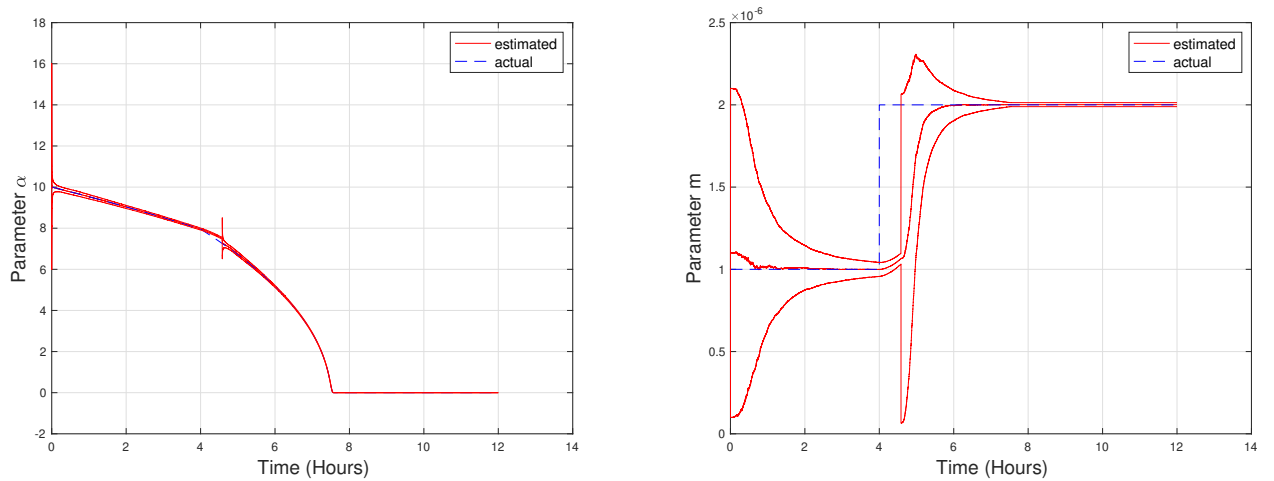 18
16
14
12
10
8
6
4
2
0
-2
0 2 4 6 8 10 12 14
Time (Hours)
Parameter α
estimated
actual
×10⁻⁶
2.5
2
1.5
1
0.5
0
0 2 4 6 8 10 12 14
Time (Hours)
Parameter m
estimated
actual